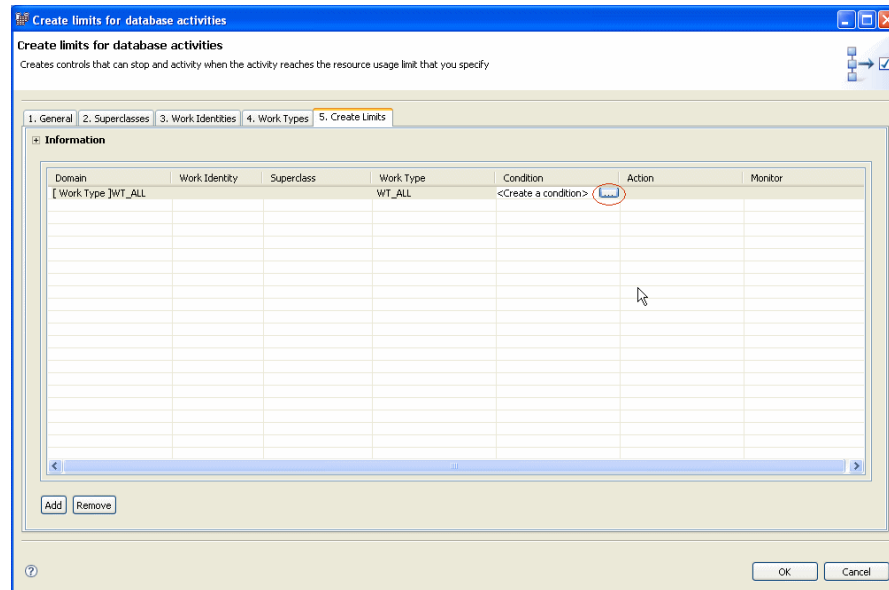 Create limits for database activities
Create limits for database activities
Creates controls that can stop and activity when the activity reaches the resource usage limit that you specify
1. General 2. Superclasses 3. Work Identities 4. Work Types 5. Create Limits
Information
Domain Work Identity Superclass Work Type Condition Action Monitor
[ Work Type ]WT_ALL WT_ALL <Create a condition> ...
Add Remove
OK Cancel